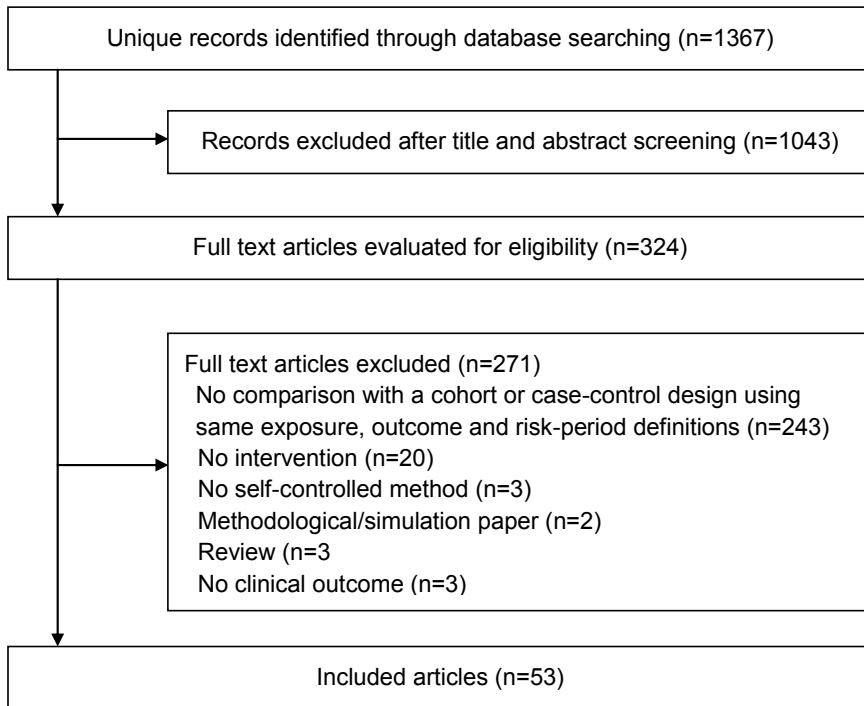 Unique records identified through database searching (n=1367)
Records excluded after title and abstract screening (n=1043)
Full text articles evaluated for eligibility (n=324)
Full text articles excluded (n=271)
No comparison with a cohort or case-control design using
same exposure, outcome and risk-period definitions (n=243)
No intervention (n=20)
No self-controlled method (n=3)
Methodological/simulation paper (n=2)
Review (n=3
No clinical outcome (n=3)
Included articles (n=53)